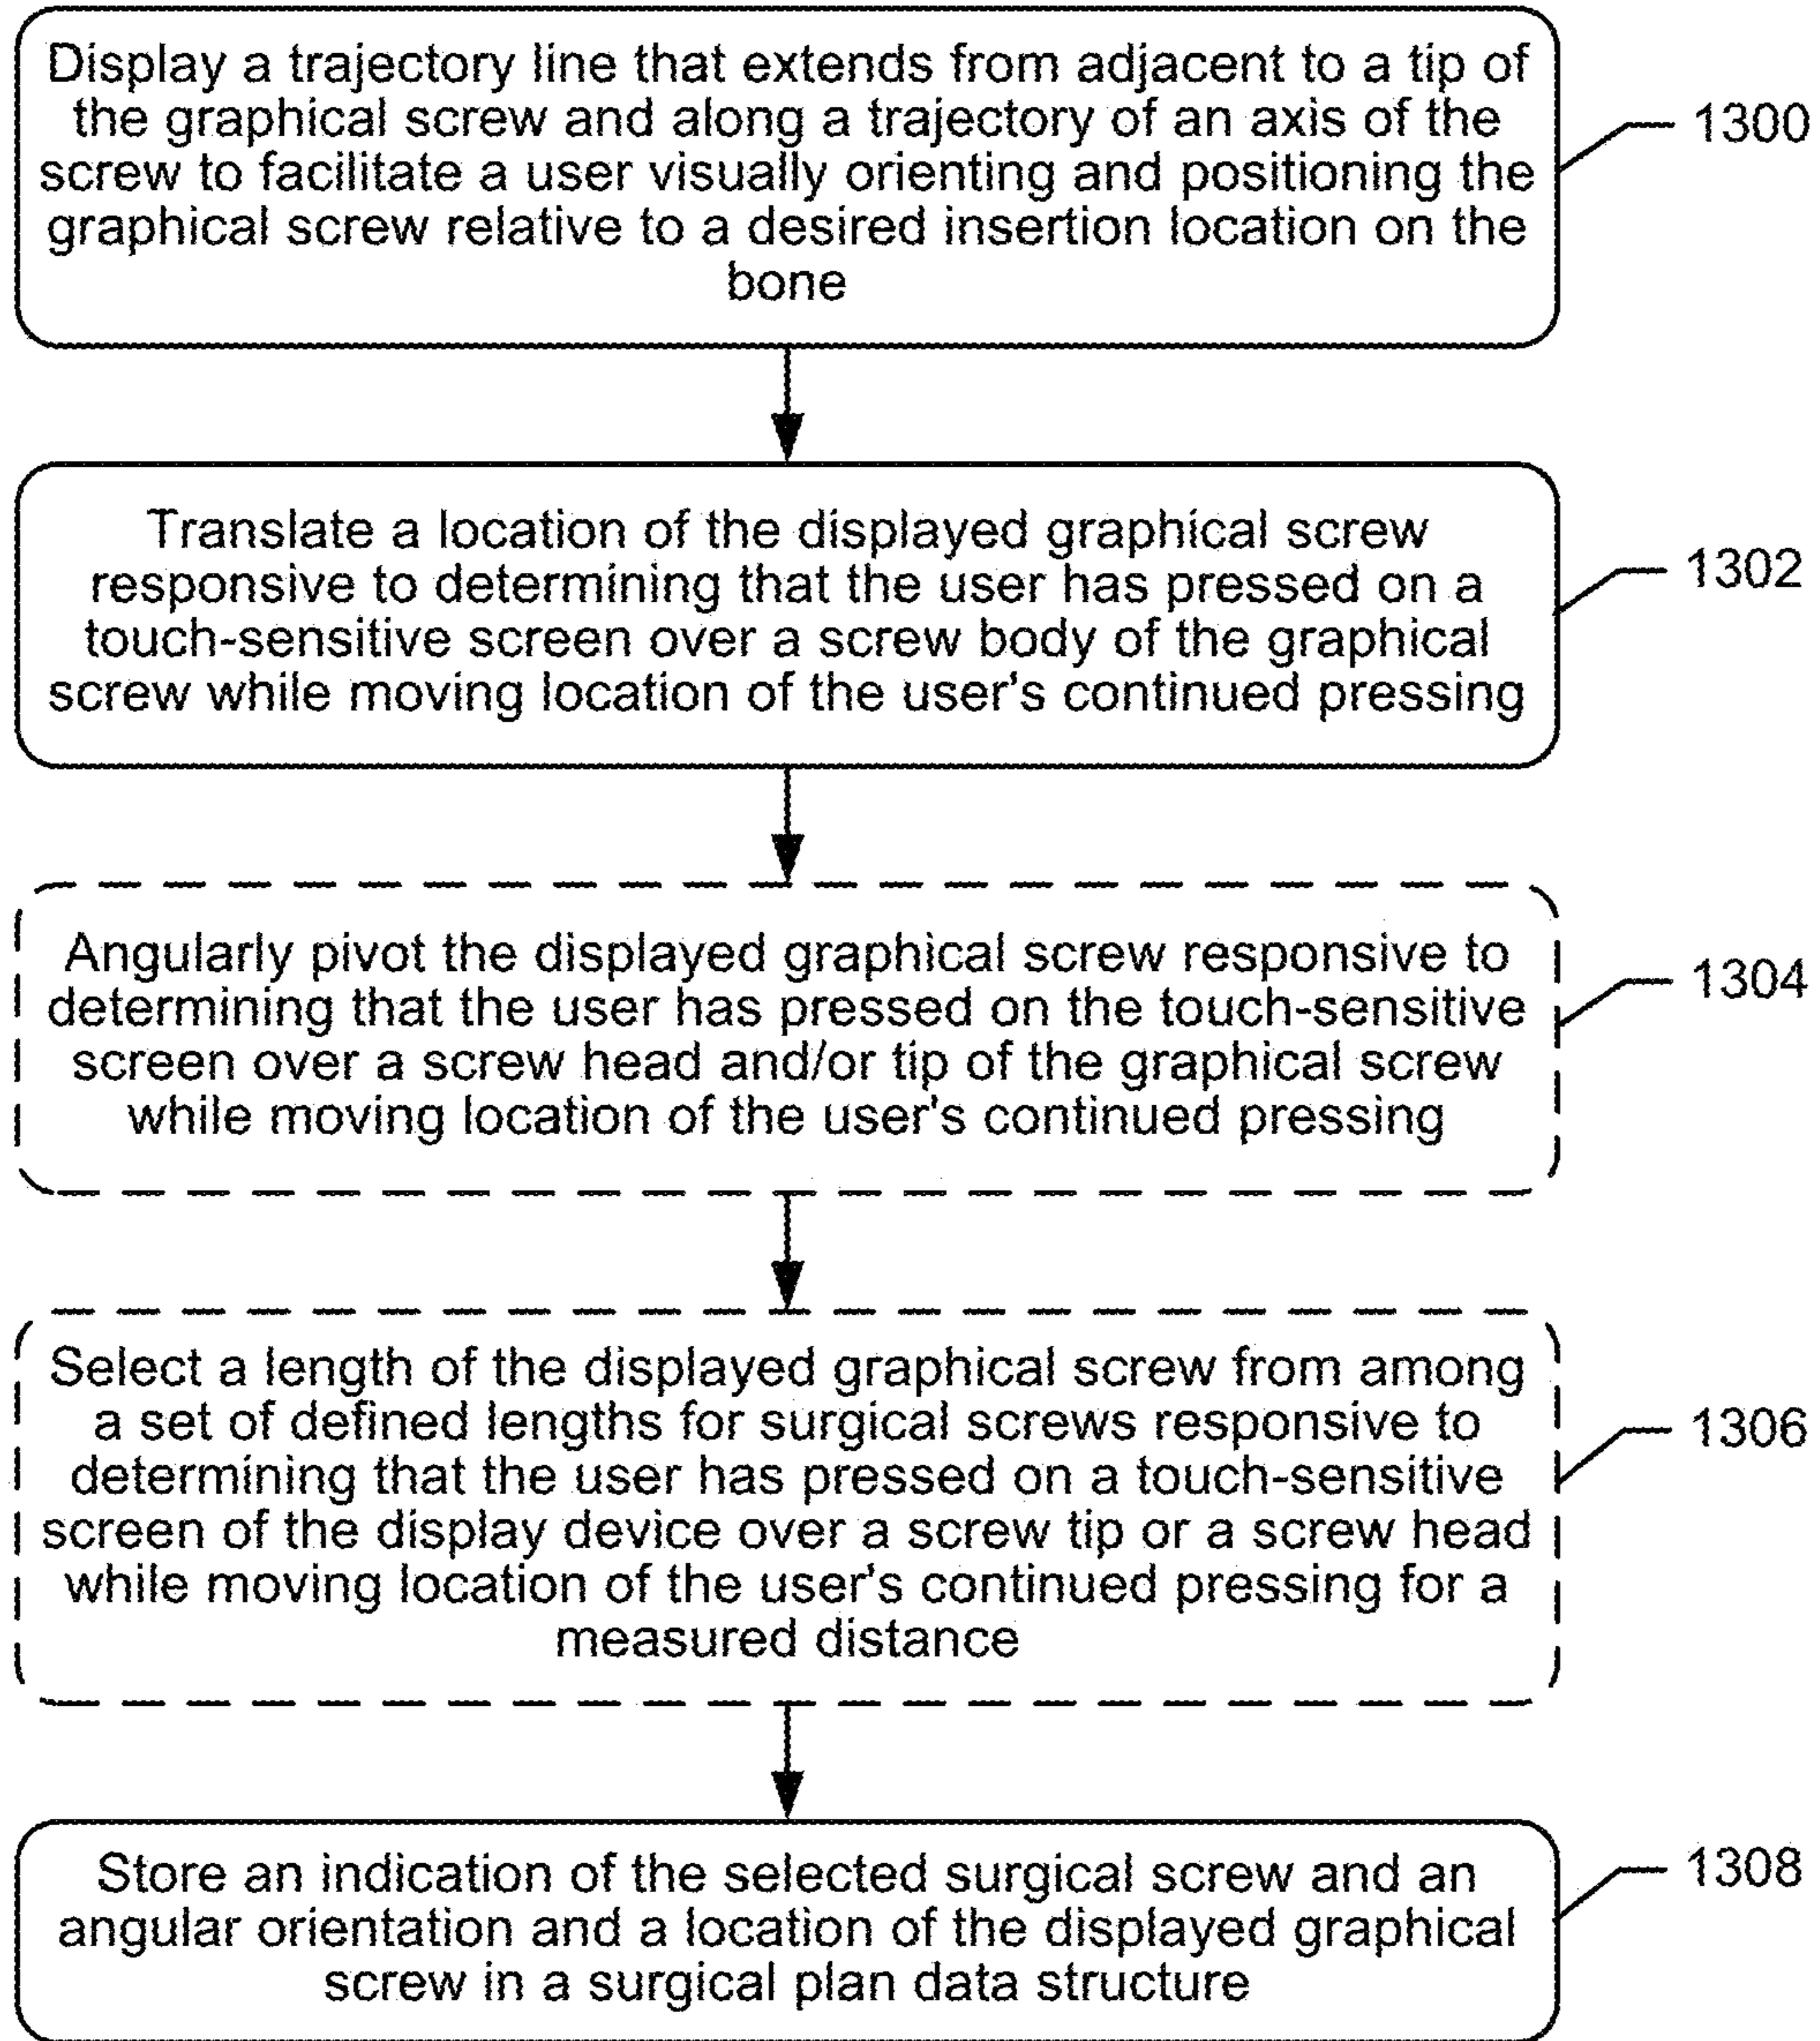 Display a trajectory line that extends from adjacent to a tip of
the graphical screw and along a trajectory of an axis of the
screw to facilitate a user visually orienting and positioning the
graphical screw relative to a desired insertion location on the
bone
1300
Translate a location of the displayed graphical screw
responsive to determining that the user has pressed on a
touch-sensitive screen over a screw body of the graphical
screw while moving location of the user's continued pressing
1302
Angularly pivot the displayed graphical screw responsive to
determining that the user has pressed on the touch-sensitive
screen over a screw head and/or tip of the graphical screw
while moving location of the user's continued pressing
1304
Select a length of the displayed graphical screw from among
a set of defined lengths for surgical screws responsive to
determining that the user has pressed on a touch-sensitive
screen of the display device over a screw tip or a screw head
while moving location of the user's continued pressing for a
measured distance
1306
Store an indication of the selected surgical screw and an
angular orientation and a location of the displayed graphical
screw in a surgical plan data structure
1308